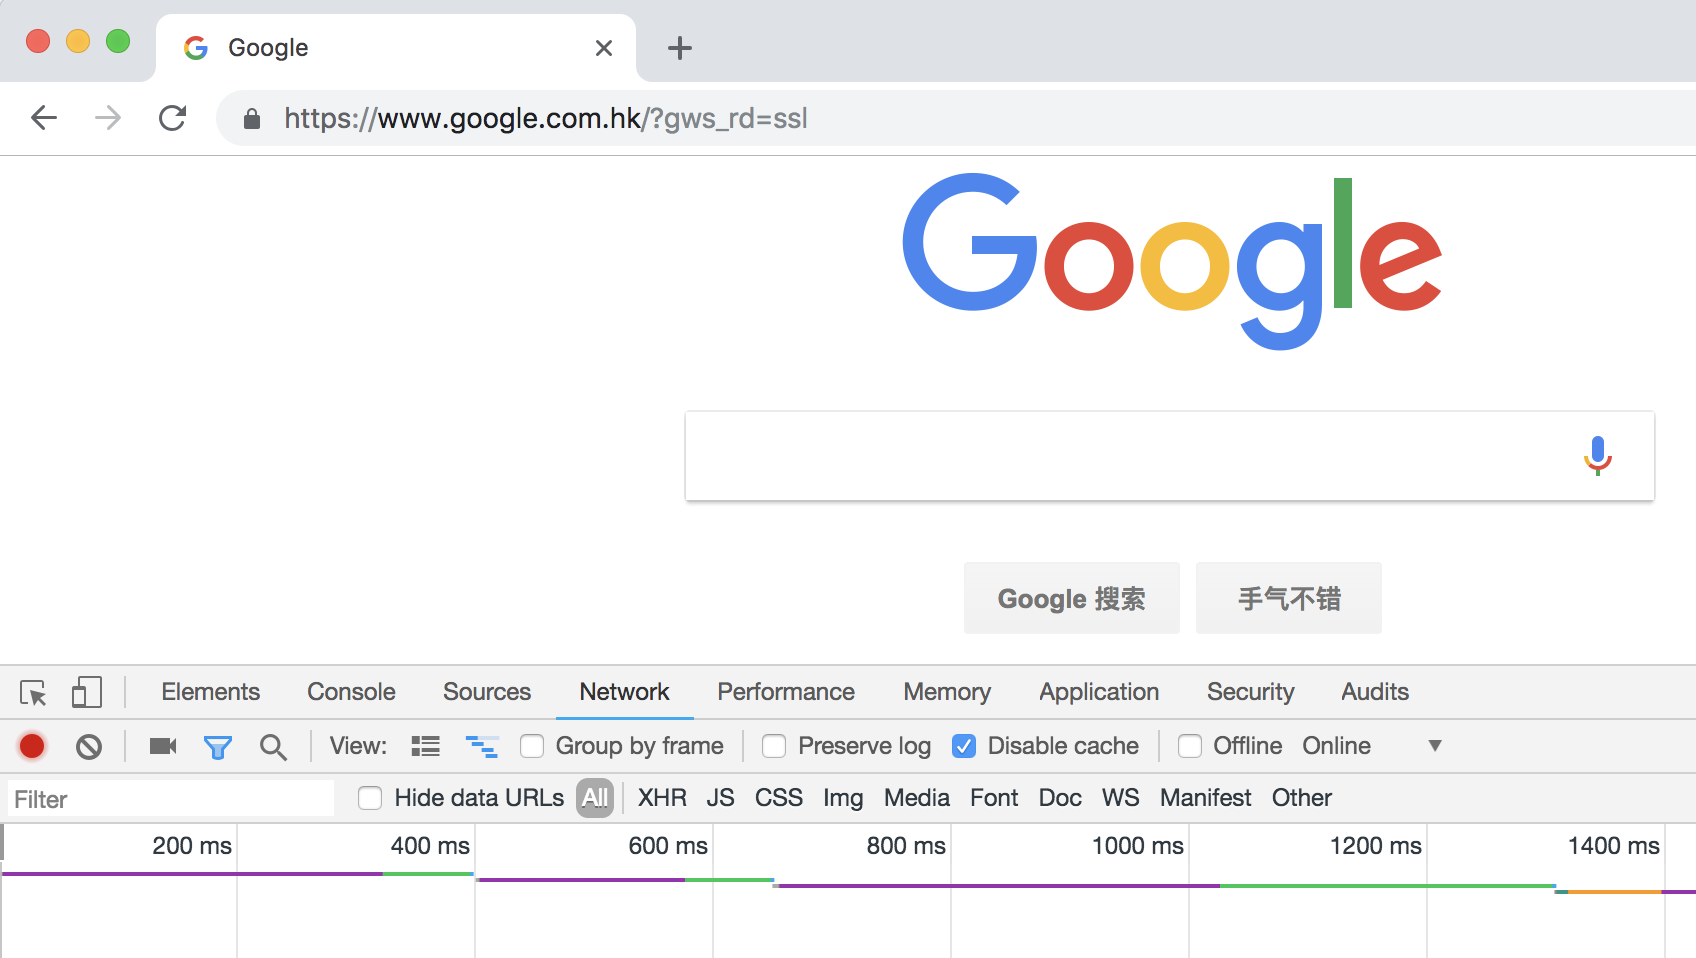 Google
https://www.google.com.hk/?gws_rd=ssl
Google
Google 搜索 手气不错
Elements Console Sources Network Performance Memory Application Security Audits
View: Group by frame Preserve log Disable cache Offline Online
Filter Hide data URLs All XHR JS CSS Img Media Font Doc WS Manifest Other
200 ms 400 ms 600 ms 800 ms 1000 ms 1200 ms 1400 ms